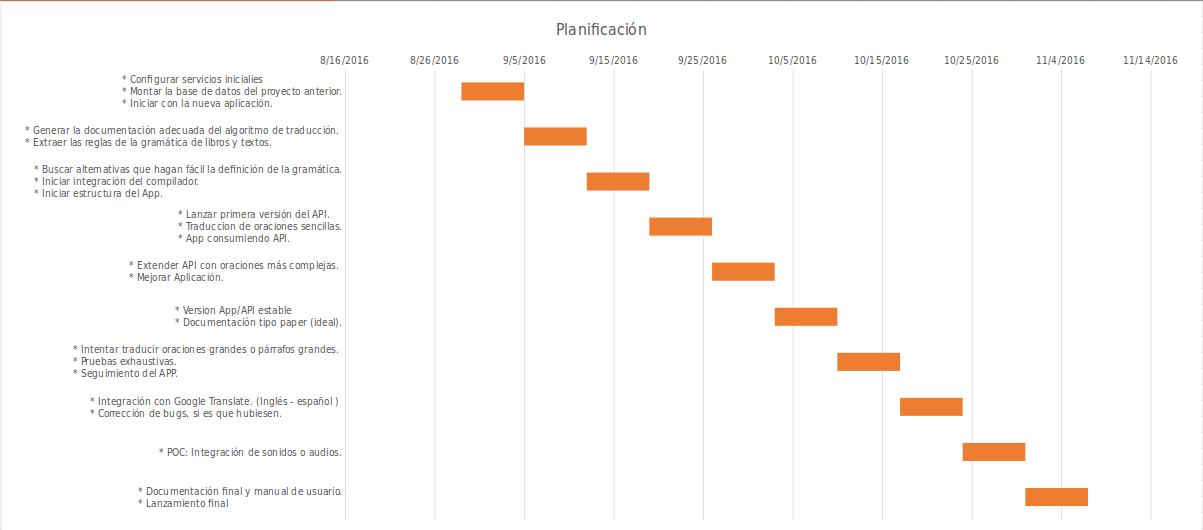 Planificación
8/16/2016 8/26/2016 9/5/2016 9/15/2016 9/25/2016 10/5/2016 10/15/2016 10/25/2016 11/4/2016 11/14/2016
* Configurar servicios inicialies
* Montar la base de datos del proyecto anterior.
* Iniciar con la nueva aplicación.
* Generar la documentación adecuada del algoritmo de traducción.
* Extraer las reglas de la gramática de libros y textos.
* Buscar alternativas que hagan fácil la definición de la gramática.
* Iniciar integración del compilador.
* Iniciar estructura del App.
* Lanzar primera versión del API.
* Traduccion de oraciones sencillas.
* App consumiendo API.
* Extender API con oraciones más complejas.
* Mejorar Aplicación.
* Version App/API estable
* Documentación tipo paper (ideal).
* Intentar traducir oraciones grandes o párrafos grandes.
* Pruebas exhaustivas.
* Seguimiento del APP.
* Integración con Google Translate. (Inglés - español )
* Corrección de bugs, si es que hubiesen.
* POC: Integración de sonidos o audios.
* Documentación final y manual de usuario.
* Lanzamiento final